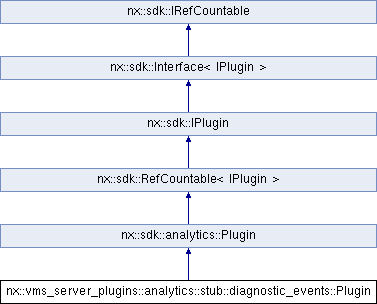 nx::sdk::IRefCountable
nx::sdk::Interface< IPlugin >
nx::sdk::IPlugin
nx::sdk::RefCountable< IPlugin >
nx::sdk::analytics::Plugin
nx::vms_server_plugins::analytics::stub::diagnostic_events::Plugin